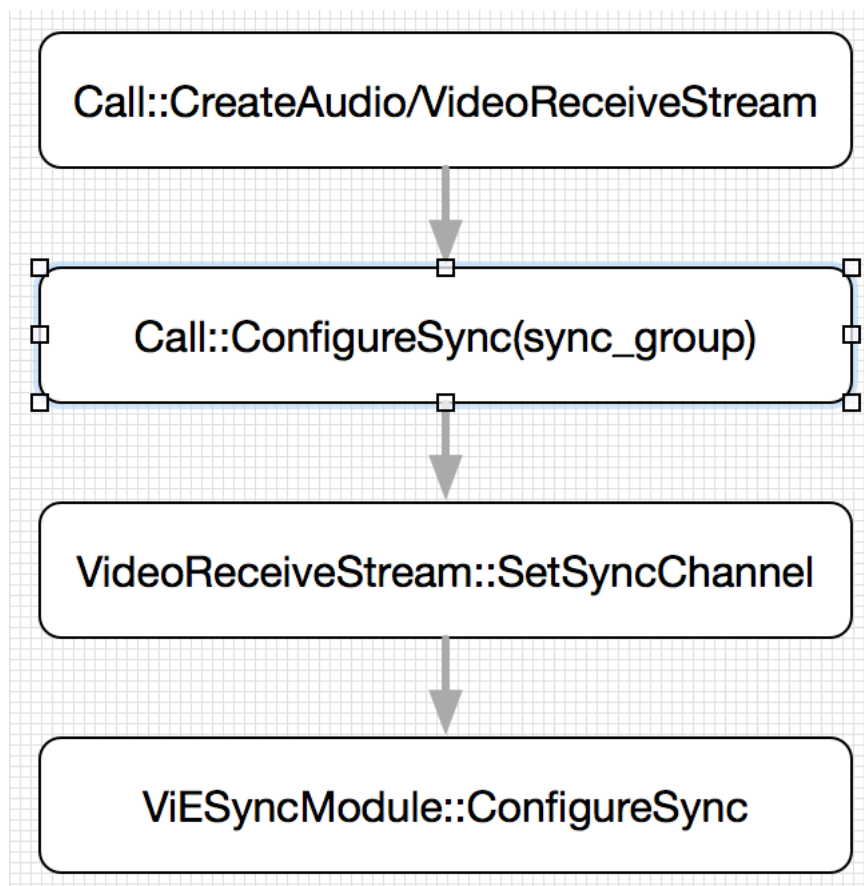 Call::CreateAudio/VideoReceiveStream
Call::ConfigureSync(sync_group)
VideoReceiveStream::SetSyncChannel
ViESyncModule::ConfigureSync